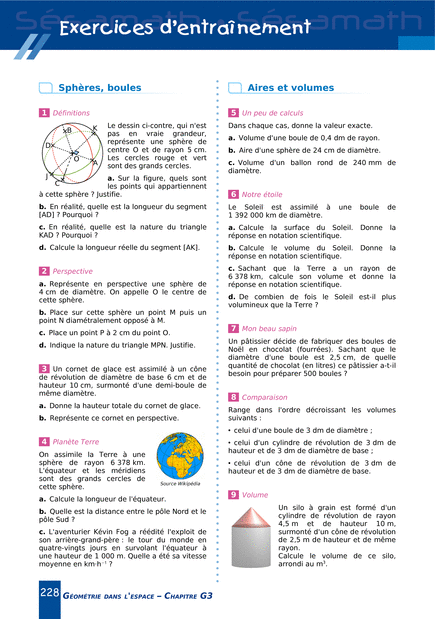 Exercices d'entraînement
Sphères, boules
1 Définitions
B
K
D
O
A
J
C
Le dessin ci-contre, qui n'est
pas en vraie grandeur,
représente une sphère de
centre O et de rayon 5 cm.
Les cercles rouge et vert
sont des grands cercles.
a. Sur la figure, quels sont
les points qui appartiennent
à cette sphère ? Justifie.
b. En réalité, quelle est la longueur du segment
[AD] ? Pourquoi ?
c. En réalité, quelle est la nature du triangle
KAD ? Pourquoi ?
d. Calcule la longueur réelle du segment [AK].
2 Perspective
a. Représente en perspective une sphère de
4 cm de diamètre. On appelle O le centre de
cette sphère.
b. Place sur cette sphère un point M puis un
point N diamétralement opposé à M.
c. Place un point P à 2 cm du point O.
d. Indique la nature du triangle MPN. Justifie.
3 Un cornet de glace est assimilé à un cône
de révolution de diamètre de base 6 cm et de
hauteur 10 cm, surmonté d'une demi-boule de
même diamètre.
a. Donne la hauteur totale du cornet de glace.
b. Représente ce cornet en perspective.
4 Planète Terre
On assimile la Terre à une
sphère de rayon 6 378 km.
L'équateur et les méridiens
sont des grands cercles de
cette sphère.
Source Wikipédia
a. Calcule la longueur de l'équateur.
b. Quelle est la distance entre le pôle Nord et le
pôle Sud ?
c. L'aventurier Kévin Fog a réédité l'exploit de
son arrière-grand-père : le tour du monde en
quatre-vingts jours en survolant l'équateur à
une hauteur de 1 000 m. Quelle a été sa vitesse
moyenne en km·h⁻¹ ?
Aires et volumes
5 Un peu de calculs
Dans chaque cas, donne la valeur exacte.
a. Volume d'une boule de 0,4 dm de rayon.
b. Aire d'une sphère de 24 cm de diamètre.
c. Volume d'un ballon rond de 240 mm de
diamètre.
6 Notre étoile
Le Soleil est assimilé à une boule de
1 392 000 km de diamètre.
a. Calcule la surface du Soleil. Donne la
réponse en notation scientifique.
b. Calcule le volume du Soleil. Donne la
réponse en notation scientifique.
c. Sachant que la Terre a un rayon de
6 378 km, calcule son volume et donne la
réponse en notation scientifique.
d. De combien de fois le Soleil est-il plus
volumineux que la Terre ?
7 Mon beau sapin
Un pâtissier décide de fabriquer des boules de
Noël en chocolat (fourrées). Sachant que le
diamètre d'une boule est 2,5 cm, de quelle
quantité de chocolat (en litres) ce pâtissier a-t-il
besoin pour préparer 500 boules ?
8 Comparaison
Range dans l'ordre décroissant les volumes
suivants :
• celui d'une boule de 3 dm de diamètre ;
• celui d'un cylindre de révolution de 3 dm de
hauteur et de 3 dm de diamètre de base ;
• celui d'un cône de révolution de 3 dm de
hauteur et de 3 dm de diamètre de base.
9 Volume
Un silo à grain est formé d'un
cylindre de révolution de rayon
4,5 m et de hauteur 10 m,
surmonté d'un cône de révolution
de 2,5 m de hauteur et de même
rayon.
Calcule le volume de ce silo,
arrondi au m³.
228 Géométrie dans l'espace – Chapitre G3